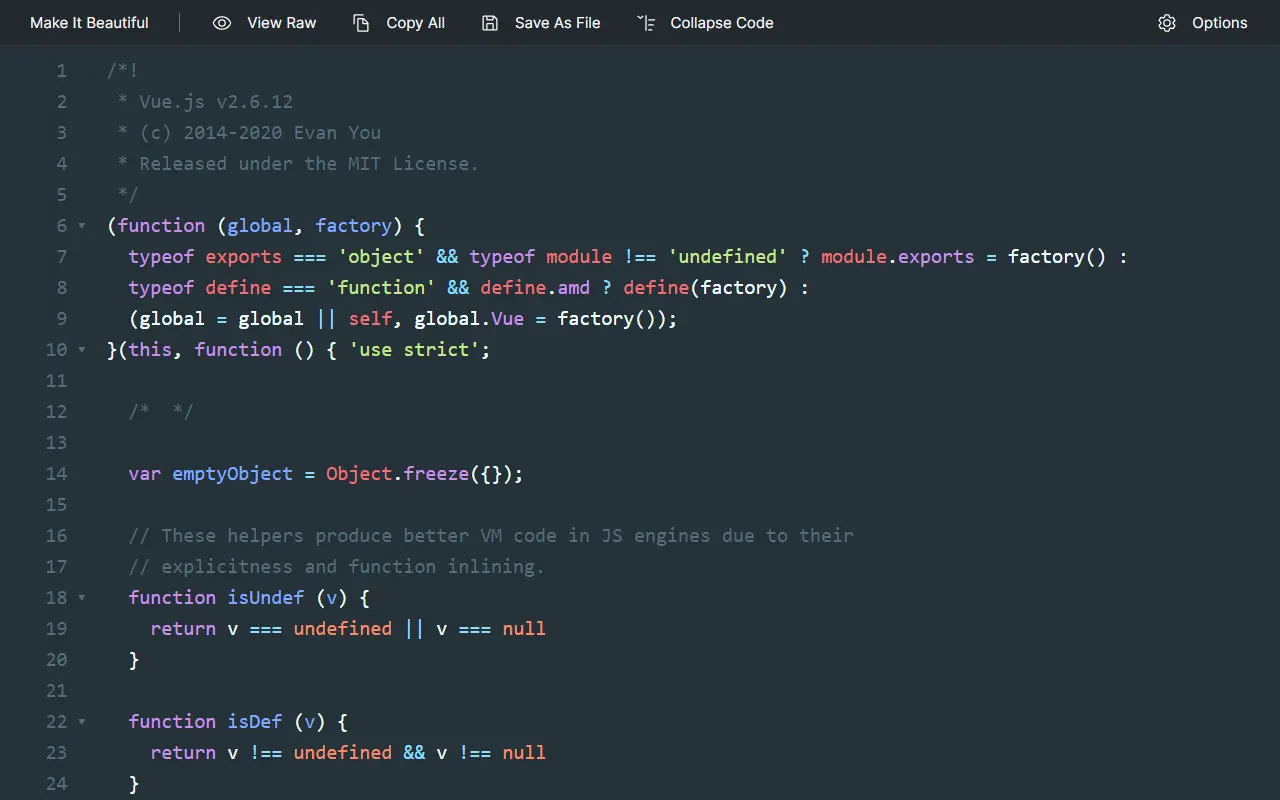 Make It Beautiful View Raw Copy All Save As File Collapse Code Options
1 /*!
2  * Vue.js v2.6.12
3  * (c) 2014-2020 Evan You
4  * Released under the MIT License.
5  */
6 (function (global, factory) {
7   typeof exports === 'object' && typeof module !== 'undefined' ? module.exports = factory() :
8   typeof define === 'function' && define.amd ? define(factory) :
9   (global = global || self, global.Vue = factory());
10 }(this, function () { 'use strict';
11
12   /*  */
13
14   var emptyObject = Object.freeze({});
15
16   // These helpers produce better VM code in JS engines due to their
17   // explicitness and function inlining.
18   function isUndef (v) {
19     return v === undefined || v === null
20   }
21
22   function isDef (v) {
23     return v !== undefined && v !== null
24   }